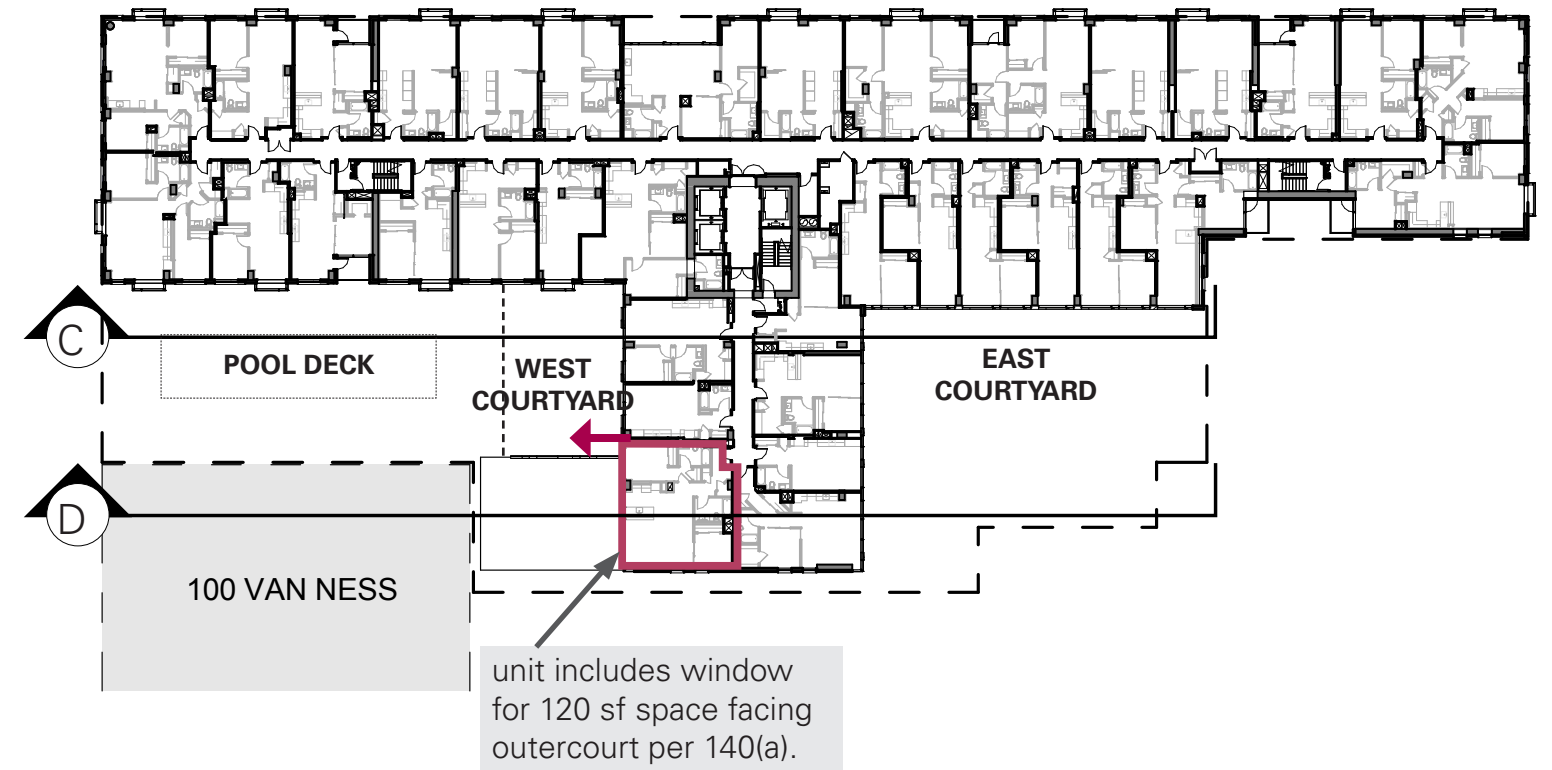 C
POOL DECK
WEST
COURTYARD
EAST
COURTYARD
D
100 VAN NESS
unit includes window
for 120 sf space facing
outercourt per 140(a).